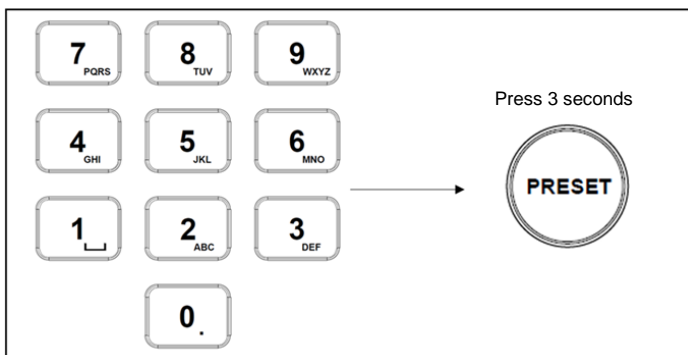 7 PQRS 8 TUV 9 WXYZ
Press 3 seconds
4 GHI 5 JKL 6 MNO
PRESET
1 2 ABC 3 DEF
0 .